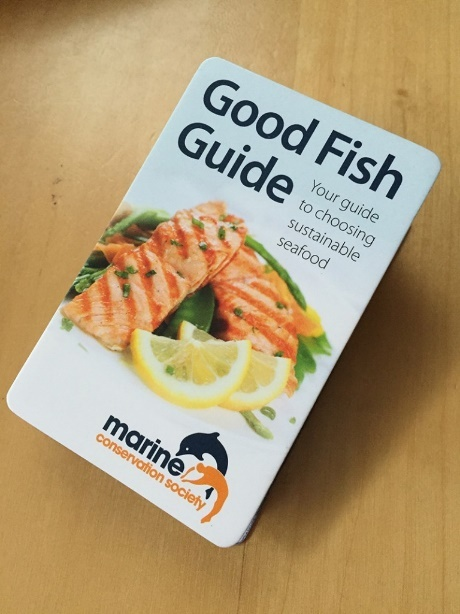 Good Fish
Guide
Your guide
to choosing
sustainable
seafood
marine
conservation society